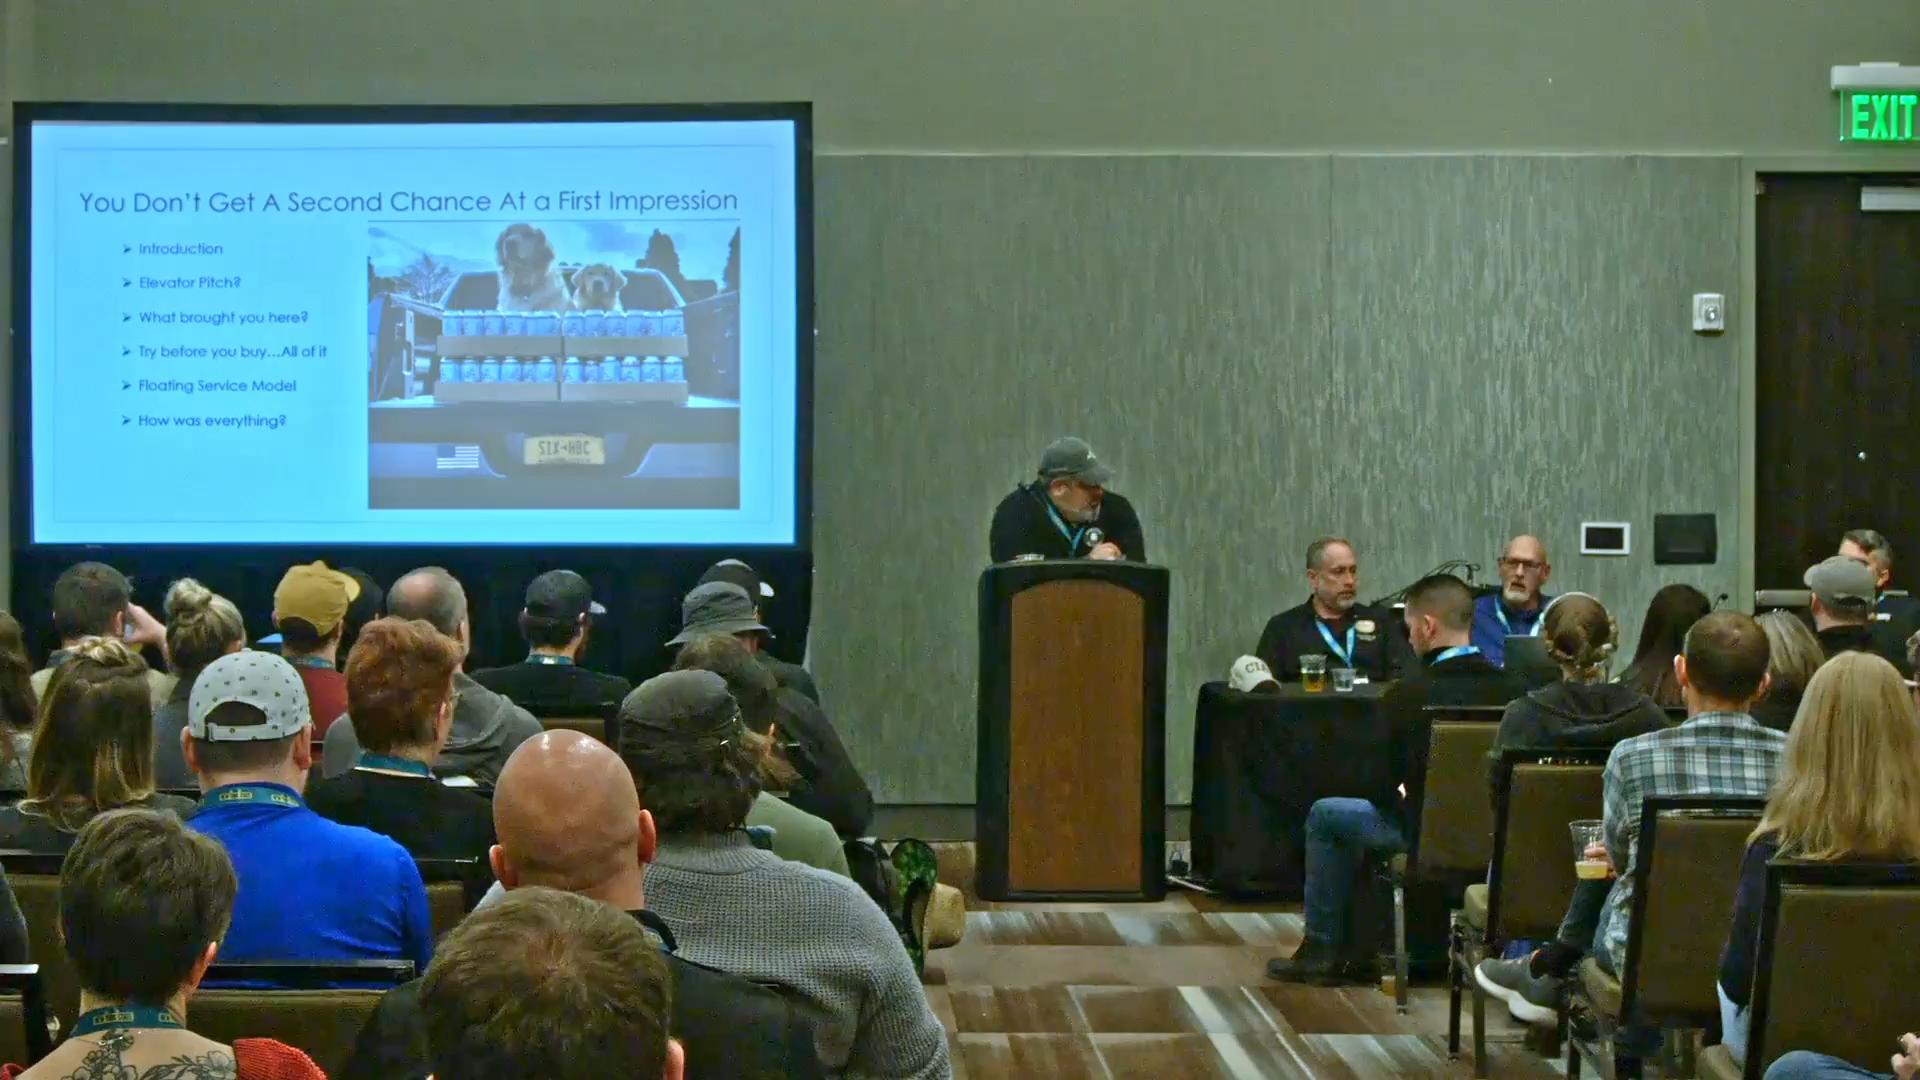 You Don't Get A Second Chance At a First Impression
➢ Introduction
➢ Elevator Pitch?
➢ What brought you here?
➢ Try before you buy...All of it
➢ Floating Service Model
➢ How was everything?
SIX HBC
EXIT